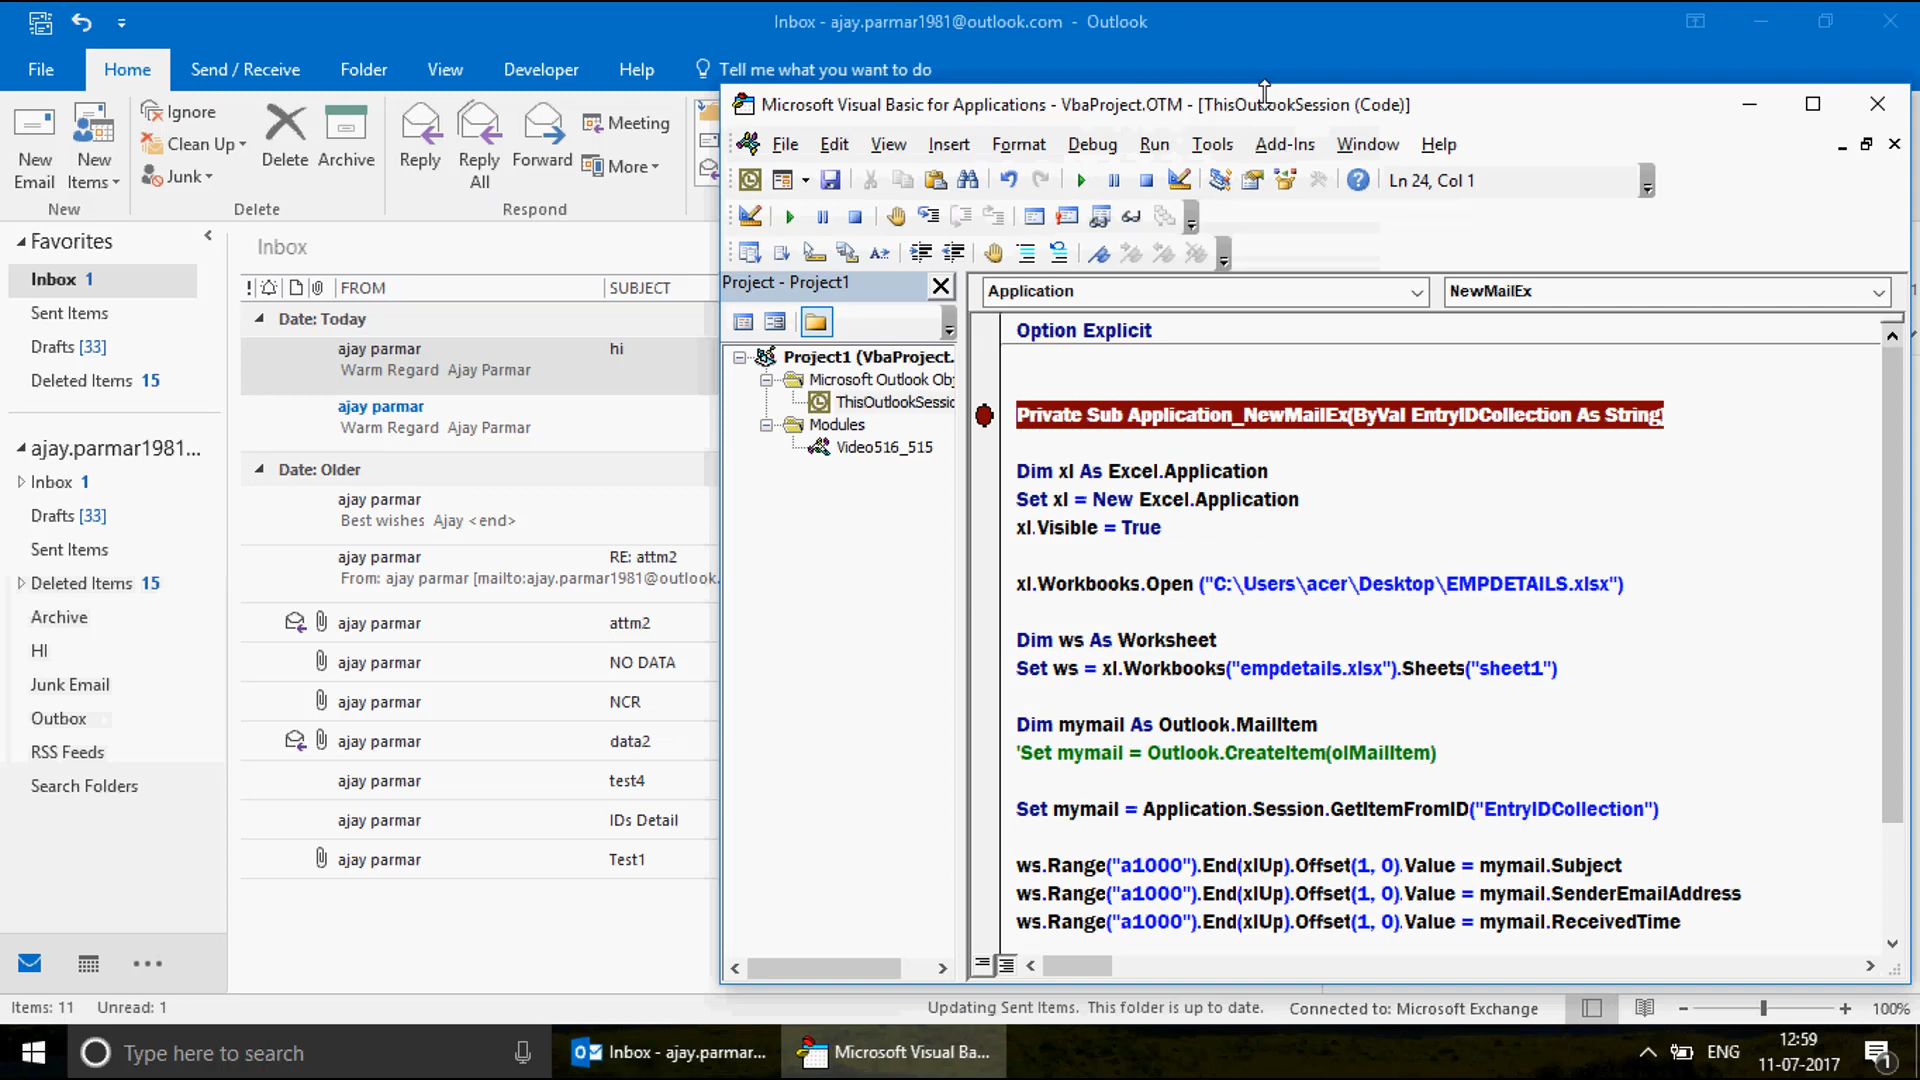 Inbox - ajay.parmar1981@outlook.com - Outlook
File Home Send / Receive Folder View Developer Help Tell me what you want to do
New Email
New Items
Ignore
Clean Up
Junk
Delete
Archive
Reply
Reply All
Forward
Meeting
More
New
Delete
Respond
Favorites
Inbox 1
Sent Items
Drafts [33]
Deleted Items 15
ajay.parmar1981...
Inbox 1
Drafts [33]
Sent Items
Deleted Items 15
Archive
HI
Junk Email
Outbox
RSS Feeds
Search Folders
Inbox
! FROM SUBJECT
Date: Today
ajay parmar hi
Warm Regard Ajay Parmar
ajay parmar
Warm Regard Ajay Parmar
Date: Older
ajay parmar
Best wishes Ajay <end>
ajay parmar RE: attm2
From: ajay parmar [mailto:ajay.parmar1981@outlook.
ajay parmar attm2
ajay parmar NO DATA
ajay parmar NCR
ajay parmar data2
ajay parmar test4
ajay parmar IDs Detail
ajay parmar Test1
Microsoft Visual Basic for Applications - VbaProject.OTM - [ThisOutlookSession (Code)]
File Edit View Insert Format Debug Run Tools Add-Ins Window Help
Ln 24, Col 1
Project - Project1
Project1 (VbaProject.
Microsoft Outlook Obj
ThisOutlookSessic
Modules
Video516_515
Application
NewMailEx
Option Explicit
Private Sub Application_NewMailEx(ByVal EntryIDCollection As String)
Dim xl As Excel.Application
Set xl = New Excel.Application
xl.Visible = True
xl.Workbooks.Open ("C:\Users\acer\Desktop\EMPDETAILS.xlsx")
Dim ws As Worksheet
Set ws = xl.Workbooks("empdetails.xlsx").Sheets("sheet1")
Dim mymail As Outlook.MailItem
'Set mymail = Outlook.CreateItem(olMailItem)
Set mymail = Application.Session.GetItemFromID("EntryIDCollection")
ws.Range("a1000").End(xlUp).Offset(1, 0).Value = mymail.Subject
ws.Range("a1000").End(xlUp).Offset(1, 0).Value = mymail.SenderEmailAddress
ws.Range("a1000").End(xlUp).Offset(1, 0).Value = mymail.ReceivedTime
Items: 11 Unread: 1
Updating Sent Items. This folder is up to date. Connected to: Microsoft Exchange
100%
Type here to search
Inbox - ajay.parmar...
Microsoft Visual Ba...
ENG
12:59
11-07-2017
1